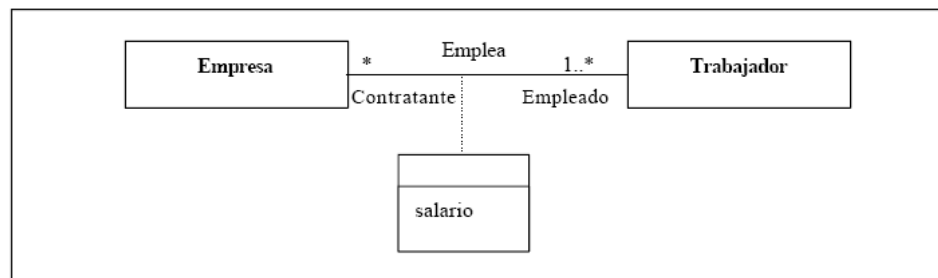 Emplea
Empresa
*
1..*
Trabajador
Contratante
Empleado
salario